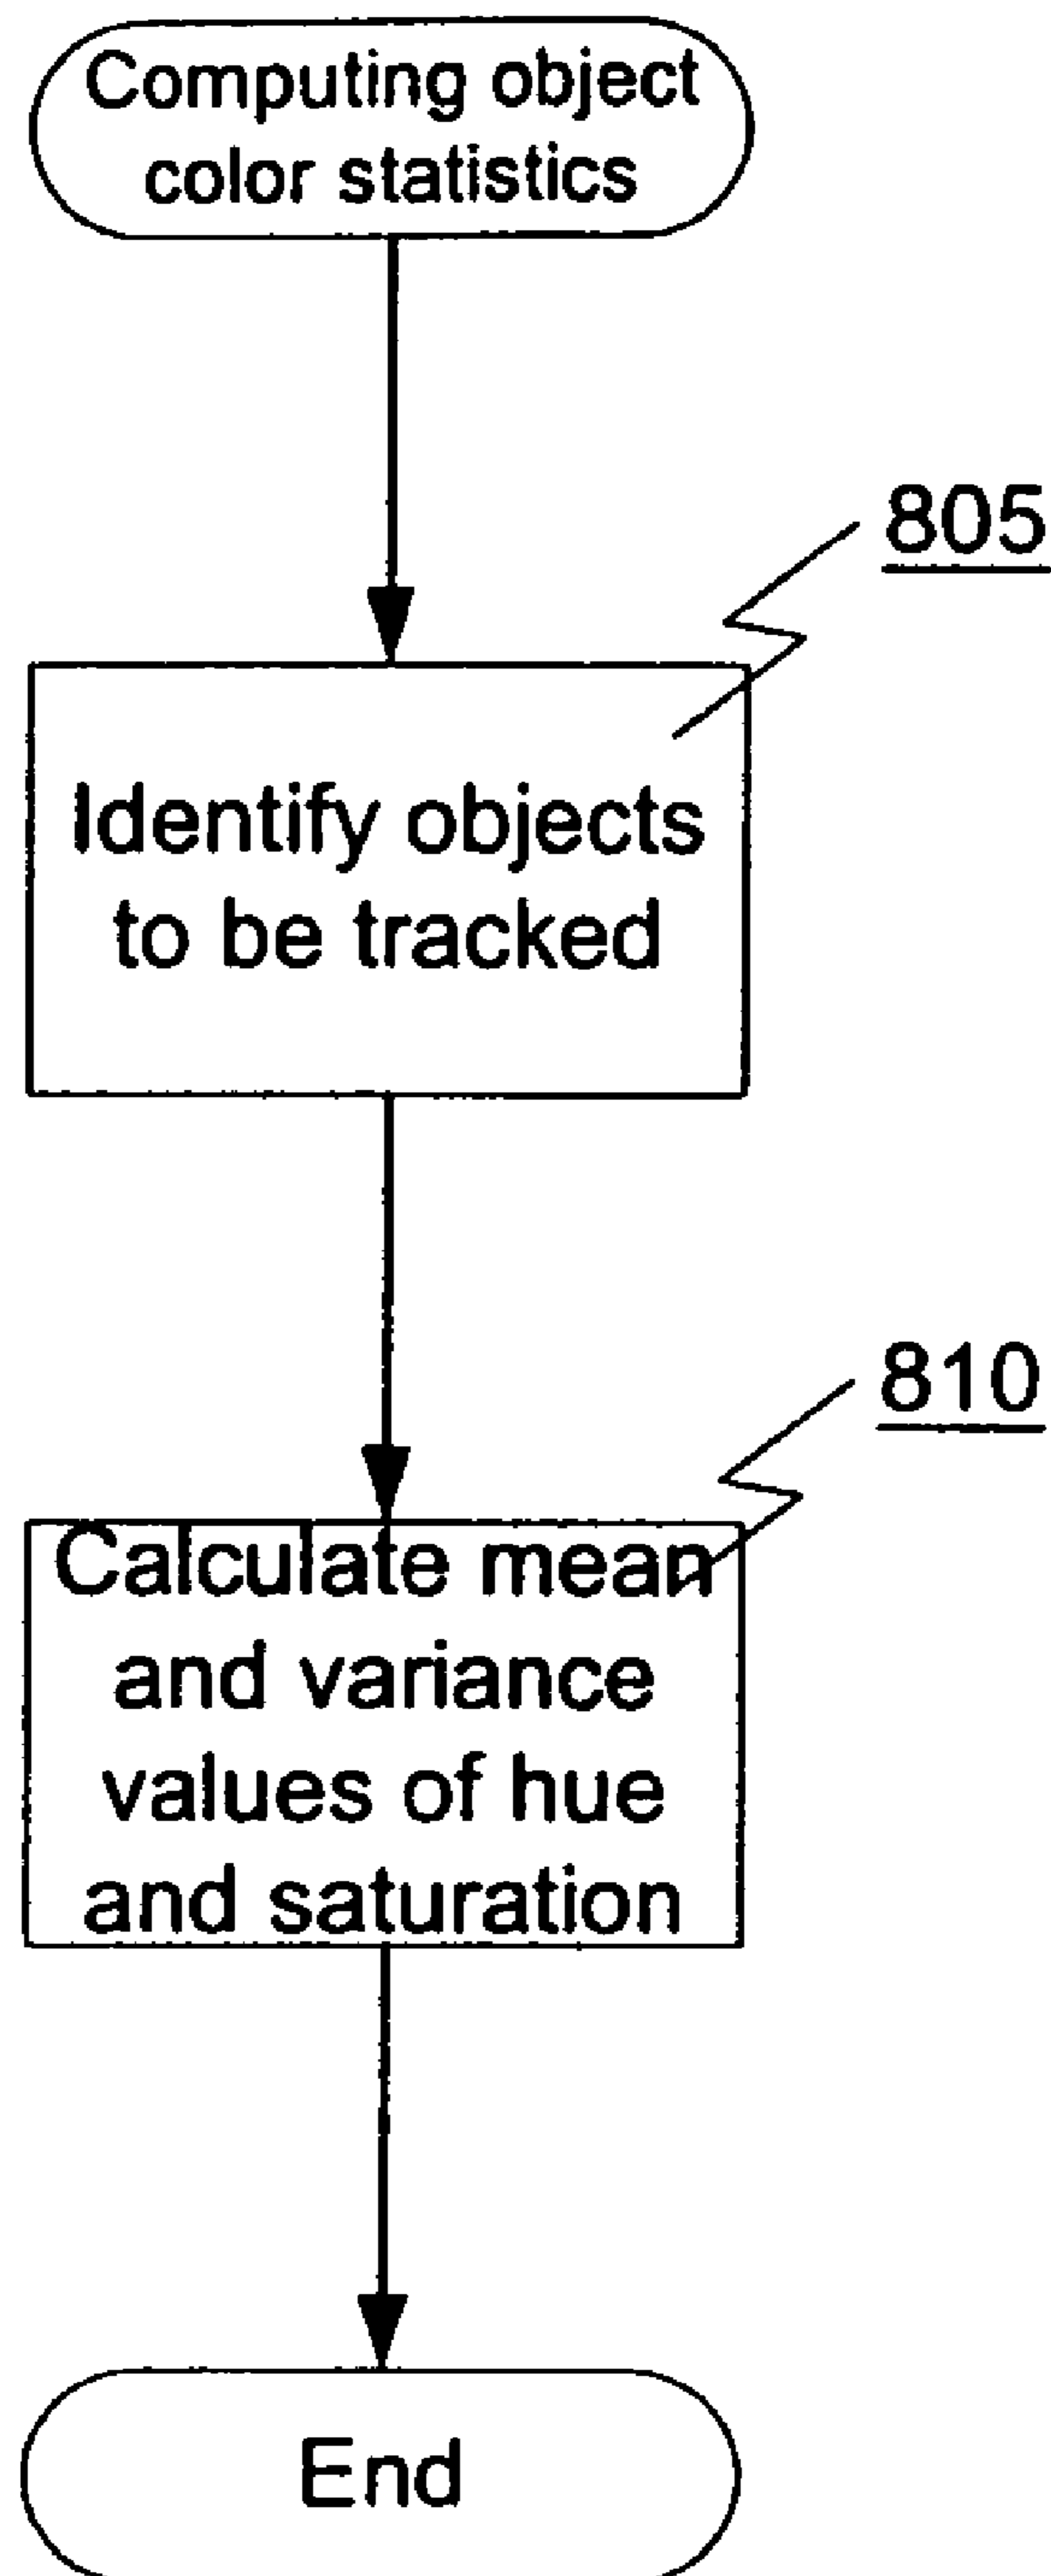 Computing object
color statistics
805
Identify objects
to be tracked
810
Calculate mean
and variance
values of hue
and saturation
End